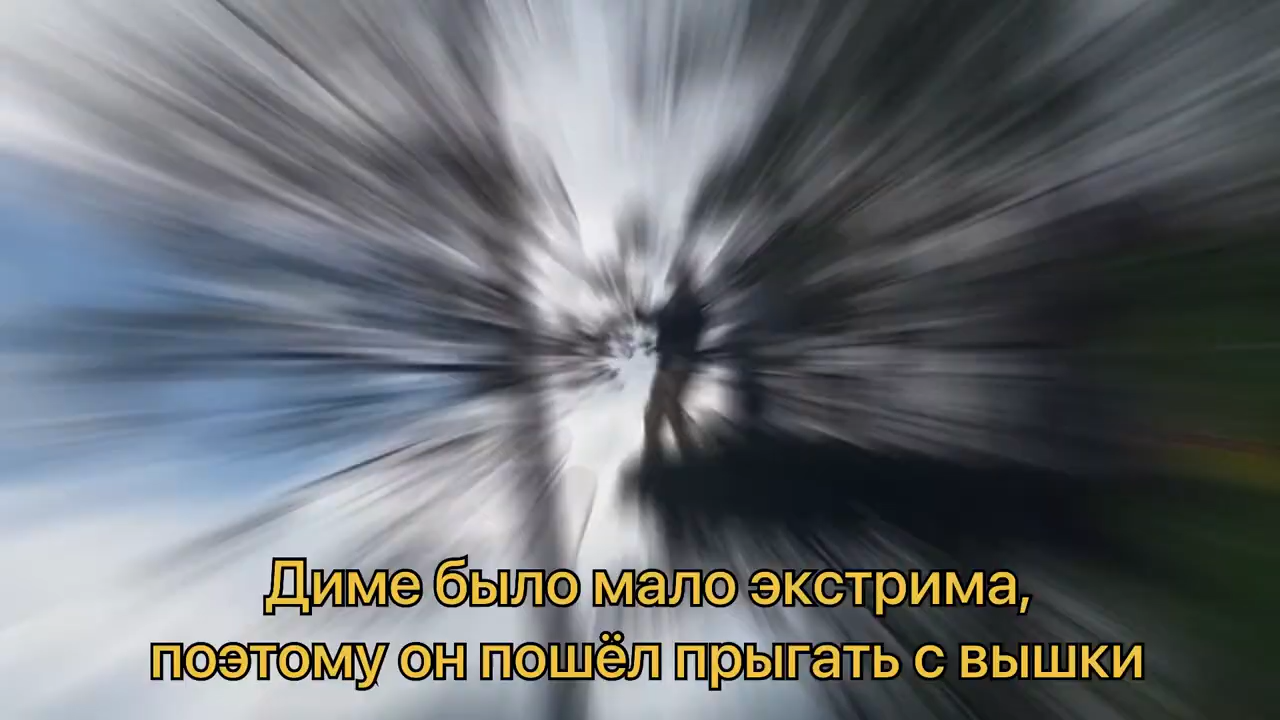 Диме было мало экстрима,
поэтому он пошёл прыгать с вышки